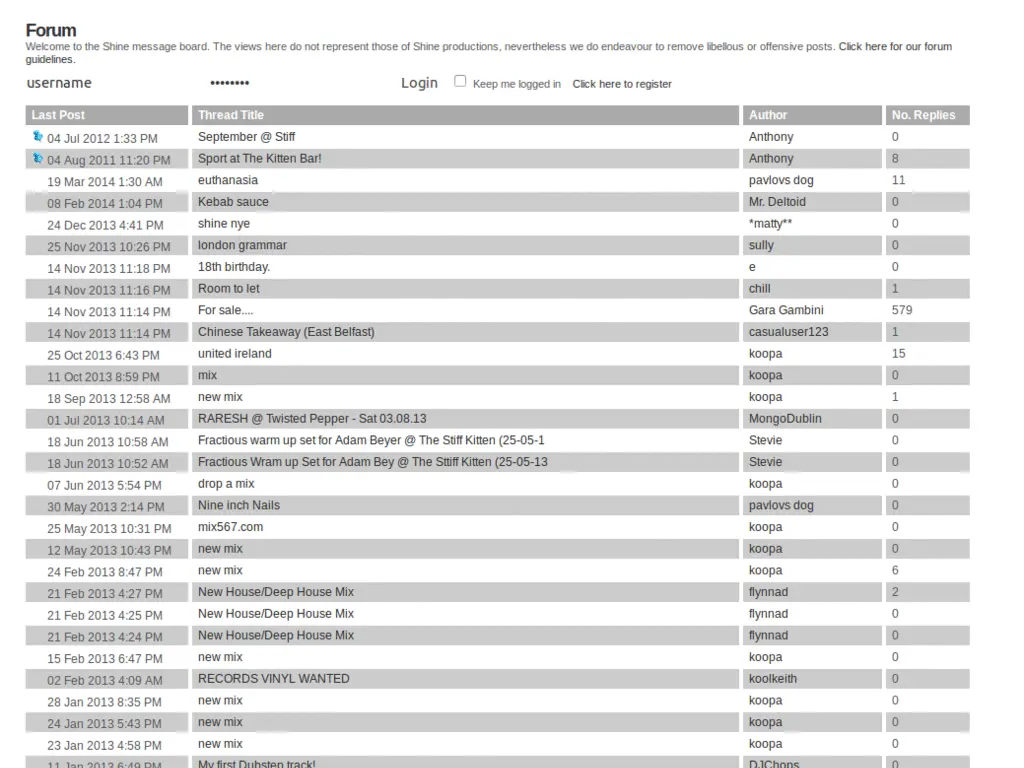 Forum
Welcome to the Shine message board. The views here do not represent those of Shine productions, nevertheless we do endeavour to remove libellous or offensive posts. Click here for our forum
guidelines.
username •••••••• Login Keep me logged in Click here to register
Last Post Thread Title Author No. Replies
04 Jul 2012 1:33 PM September @ Stiff Anthony 0
04 Aug 2011 11:20 PM Sport at The Kitten Bar! Anthony 8
19 Mar 2014 1:30 AM euthanasia pavlovs dog 11
08 Feb 2014 1:04 PM Kebab sauce Mr. Deltoid 0
24 Dec 2013 4:41 PM shine nye *matty** 0
25 Nov 2013 10:26 PM london grammar sully 0
14 Nov 2013 11:18 PM 18th birthday. e 0
14 Nov 2013 11:16 PM Room to let chill 1
14 Nov 2013 11:14 PM For sale.... Gara Gambini 579
14 Nov 2013 11:14 PM Chinese Takeaway (East Belfast) casualuser123 1
25 Oct 2013 6:43 PM united ireland koopa 15
11 Oct 2013 8:59 PM mix koopa 0
18 Sep 2013 12:58 AM new mix koopa 1
01 Jul 2013 10:14 AM RARESH @ Twisted Pepper - Sat 03.08.13 MongoDublin 0
18 Jun 2013 10:58 AM Fractious warm up set for Adam Beyer @ The Stiff Kitten (25-05-1 Stevie 0
18 Jun 2013 10:52 AM Fractious Wram up Set for Adam Bey @ The Sttiff Kitten (25-05-13 Stevie 0
07 Jun 2013 5:54 PM drop a mix koopa 0
30 May 2013 2:14 PM Nine inch Nails pavlovs dog 0
25 May 2013 10:31 PM mix567.com koopa 0
12 May 2013 10:43 PM new mix koopa 0
24 Feb 2013 8:47 PM new mix koopa 6
21 Feb 2013 4:27 PM New House/Deep House Mix flynnad 2
21 Feb 2013 4:25 PM New House/Deep House Mix flynnad 0
21 Feb 2013 4:24 PM New House/Deep House Mix flynnad 0
15 Feb 2013 6:47 PM new mix koopa 0
02 Feb 2013 4:09 AM RECORDS VINYL WANTED koolkeith 0
28 Jan 2013 8:35 PM new mix koopa 0
24 Jan 2013 5:43 PM new mix koopa 0
23 Jan 2013 4:58 PM new mix koopa 0
11 Jan 2013 6:49 PM My first Dubstep track! DJChops 0